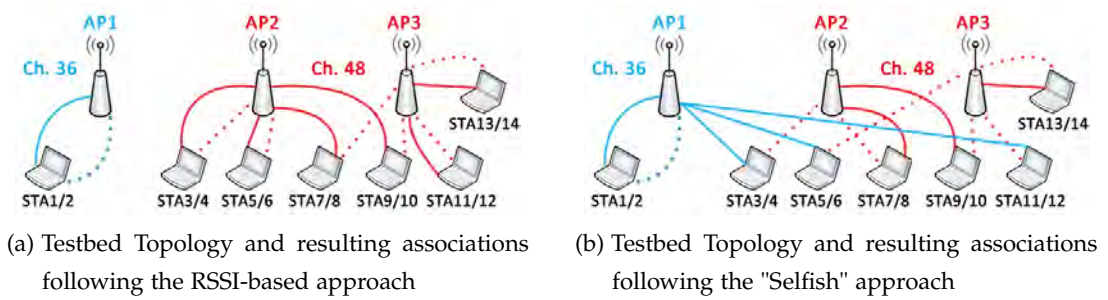 AP1
AP2
AP3
Ch. 36
Ch. 48
STA13/14
STA1/2
STA3/4
STA5/6
STA7/8
STA9/10
STA11/12
(a) Testbed Topology and resulting associations
following the RSSI-based approach
AP1
AP2
AP3
Ch. 36
Ch. 48
STA13/14
STA1/2
STA3/4
STA5/6
STA7/8
STA9/10
STA11/12
(b) Testbed Topology and resulting associations
following the "Selfish" approach